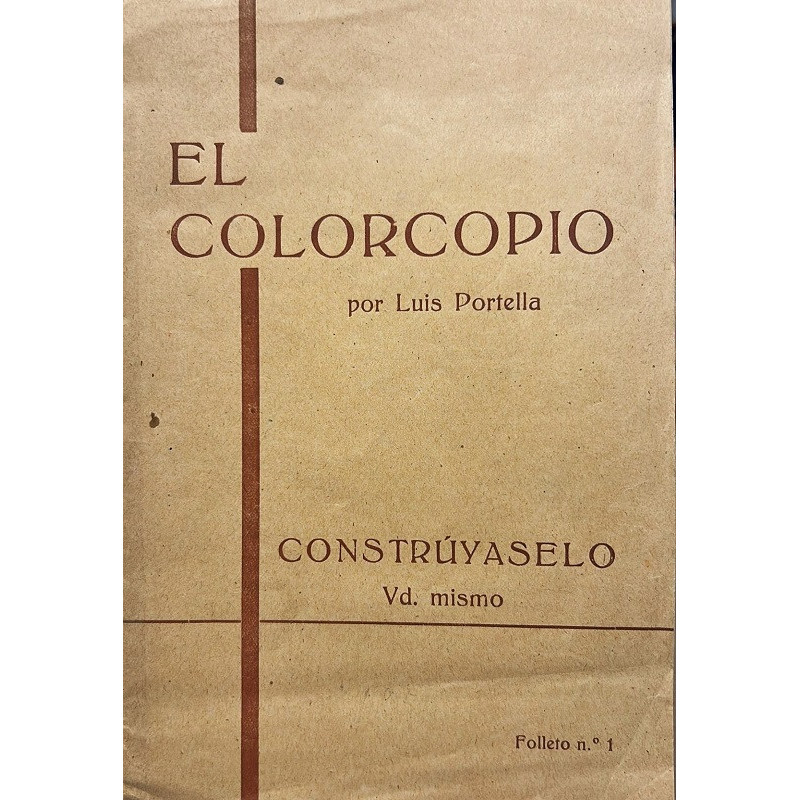 EL
COLORCOPIO
por Luis Portella
CONSTRÚYASELO
Vd. mismo
Folleto n.º 1